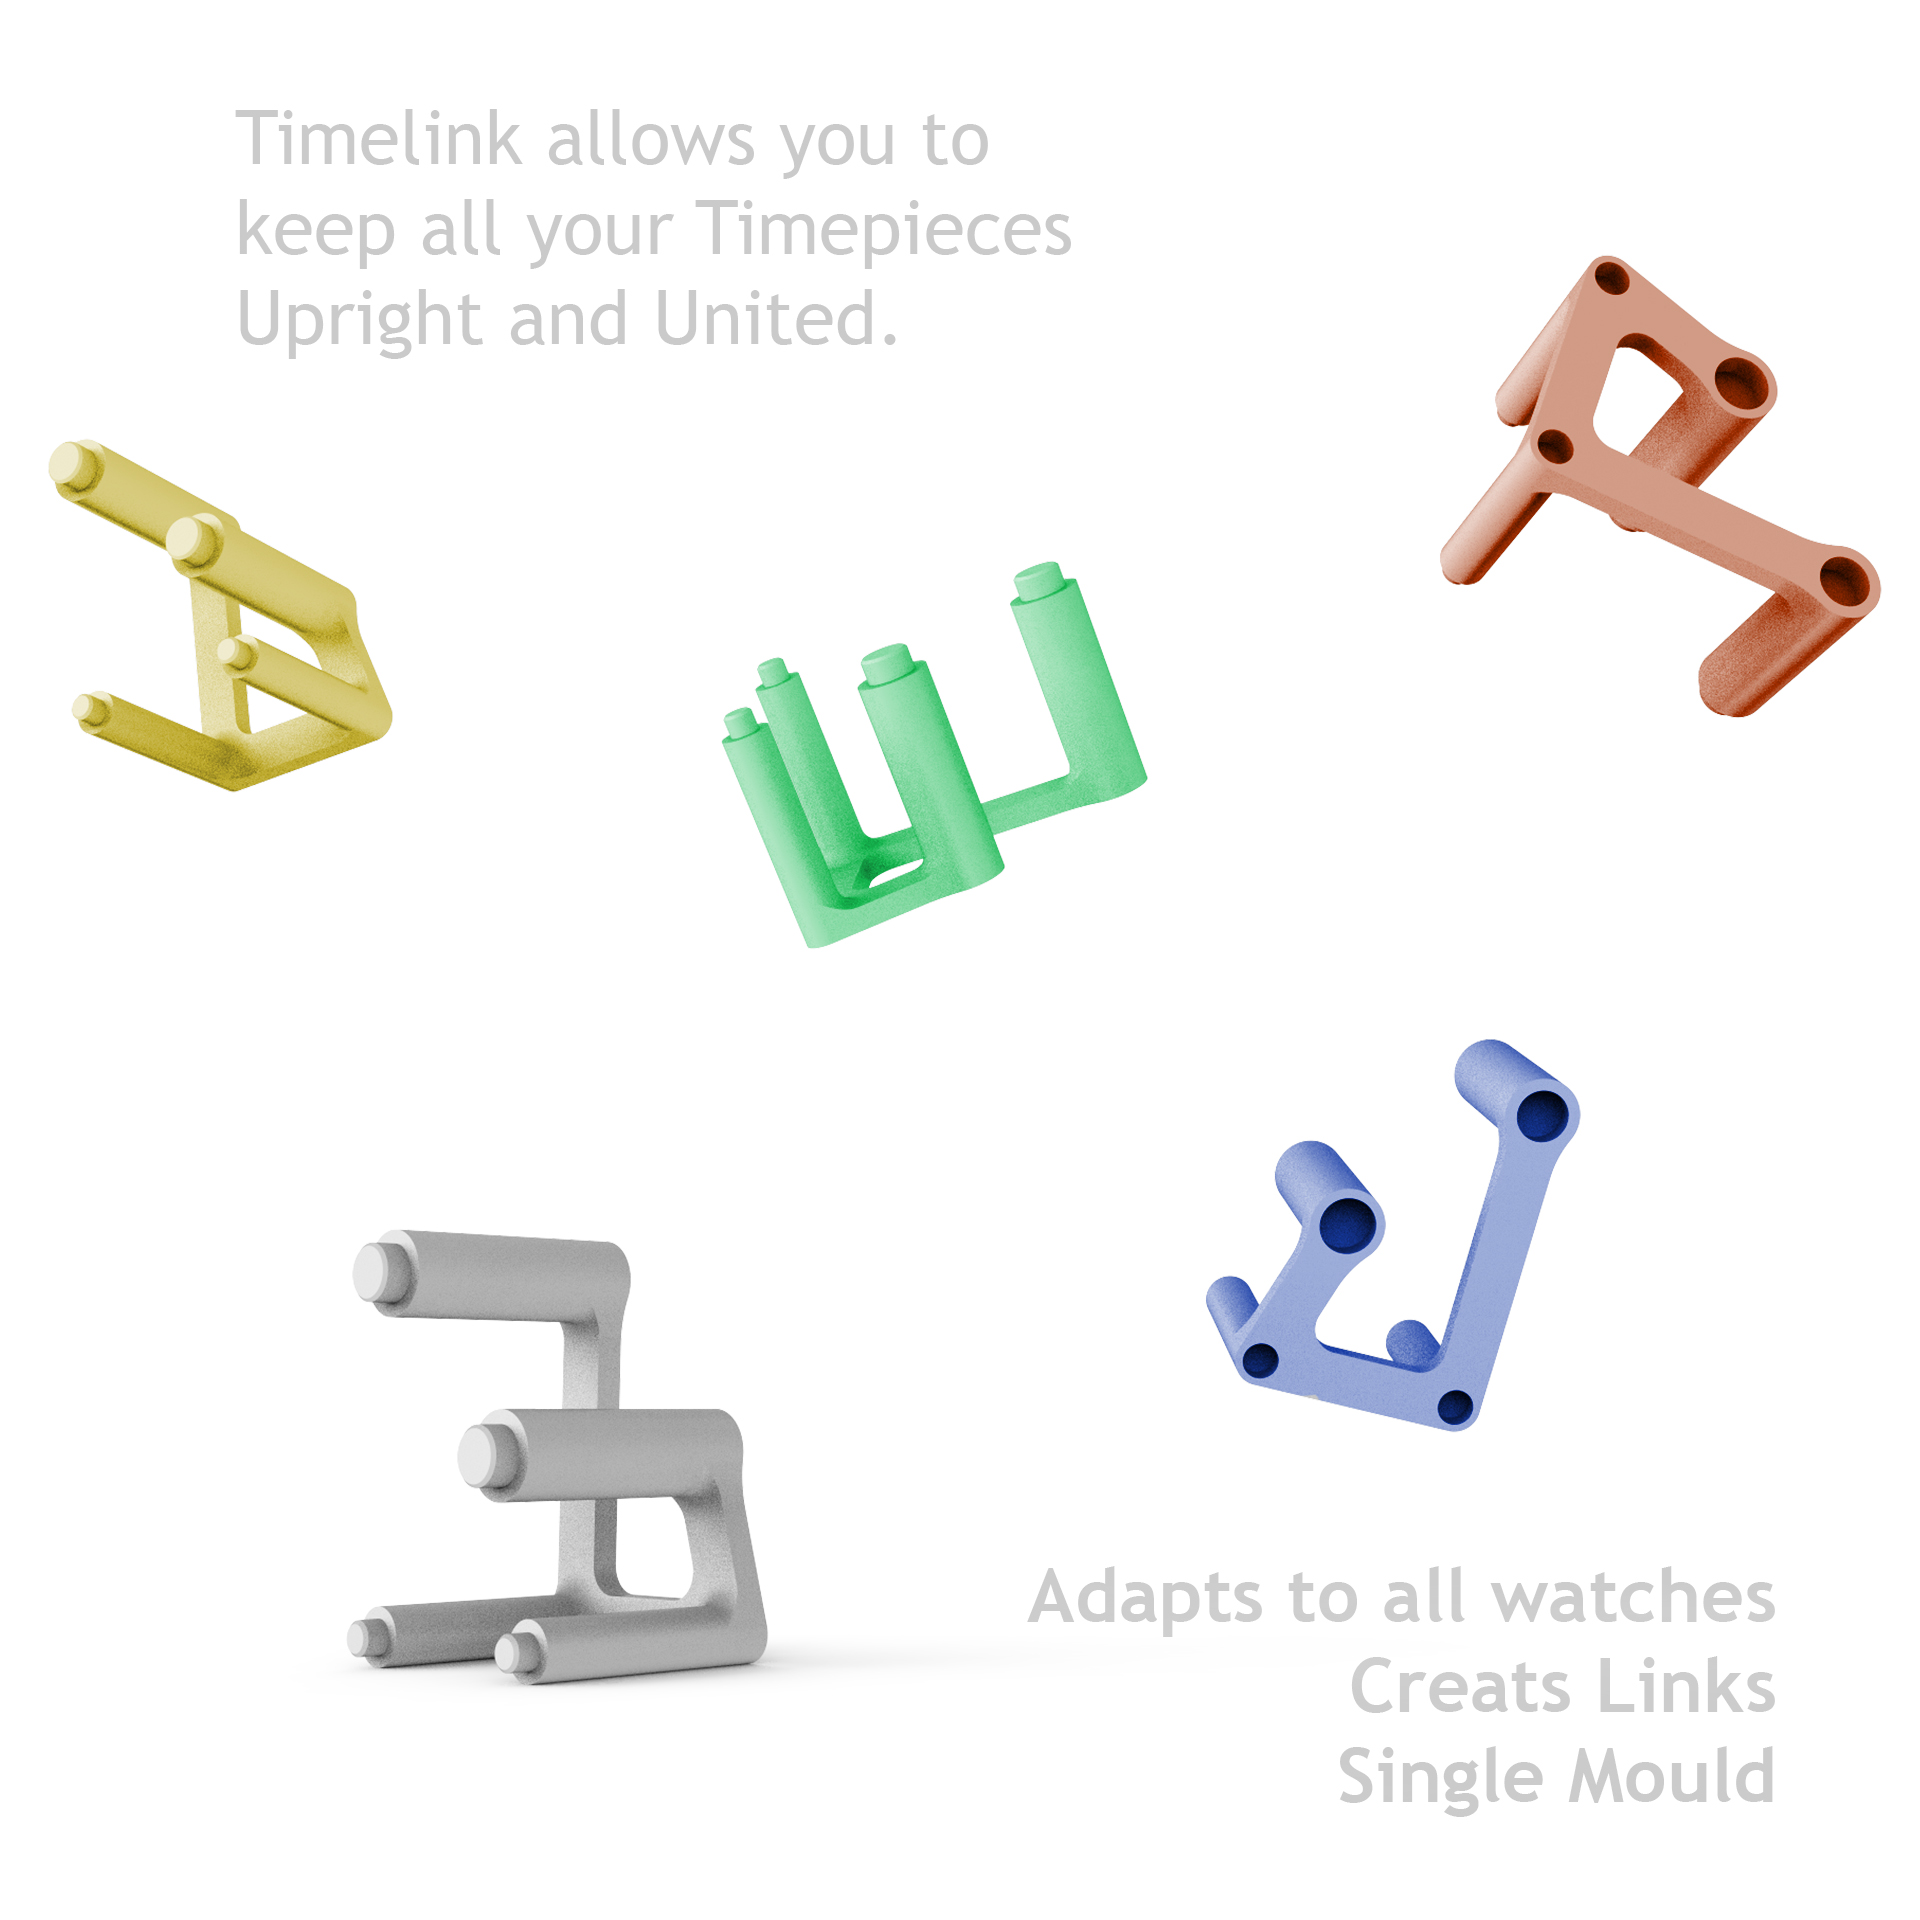 Timelink allows you to
keep all your Timepieces
Upright and United.
Adapts to all watches
Creats Links
Single Mould